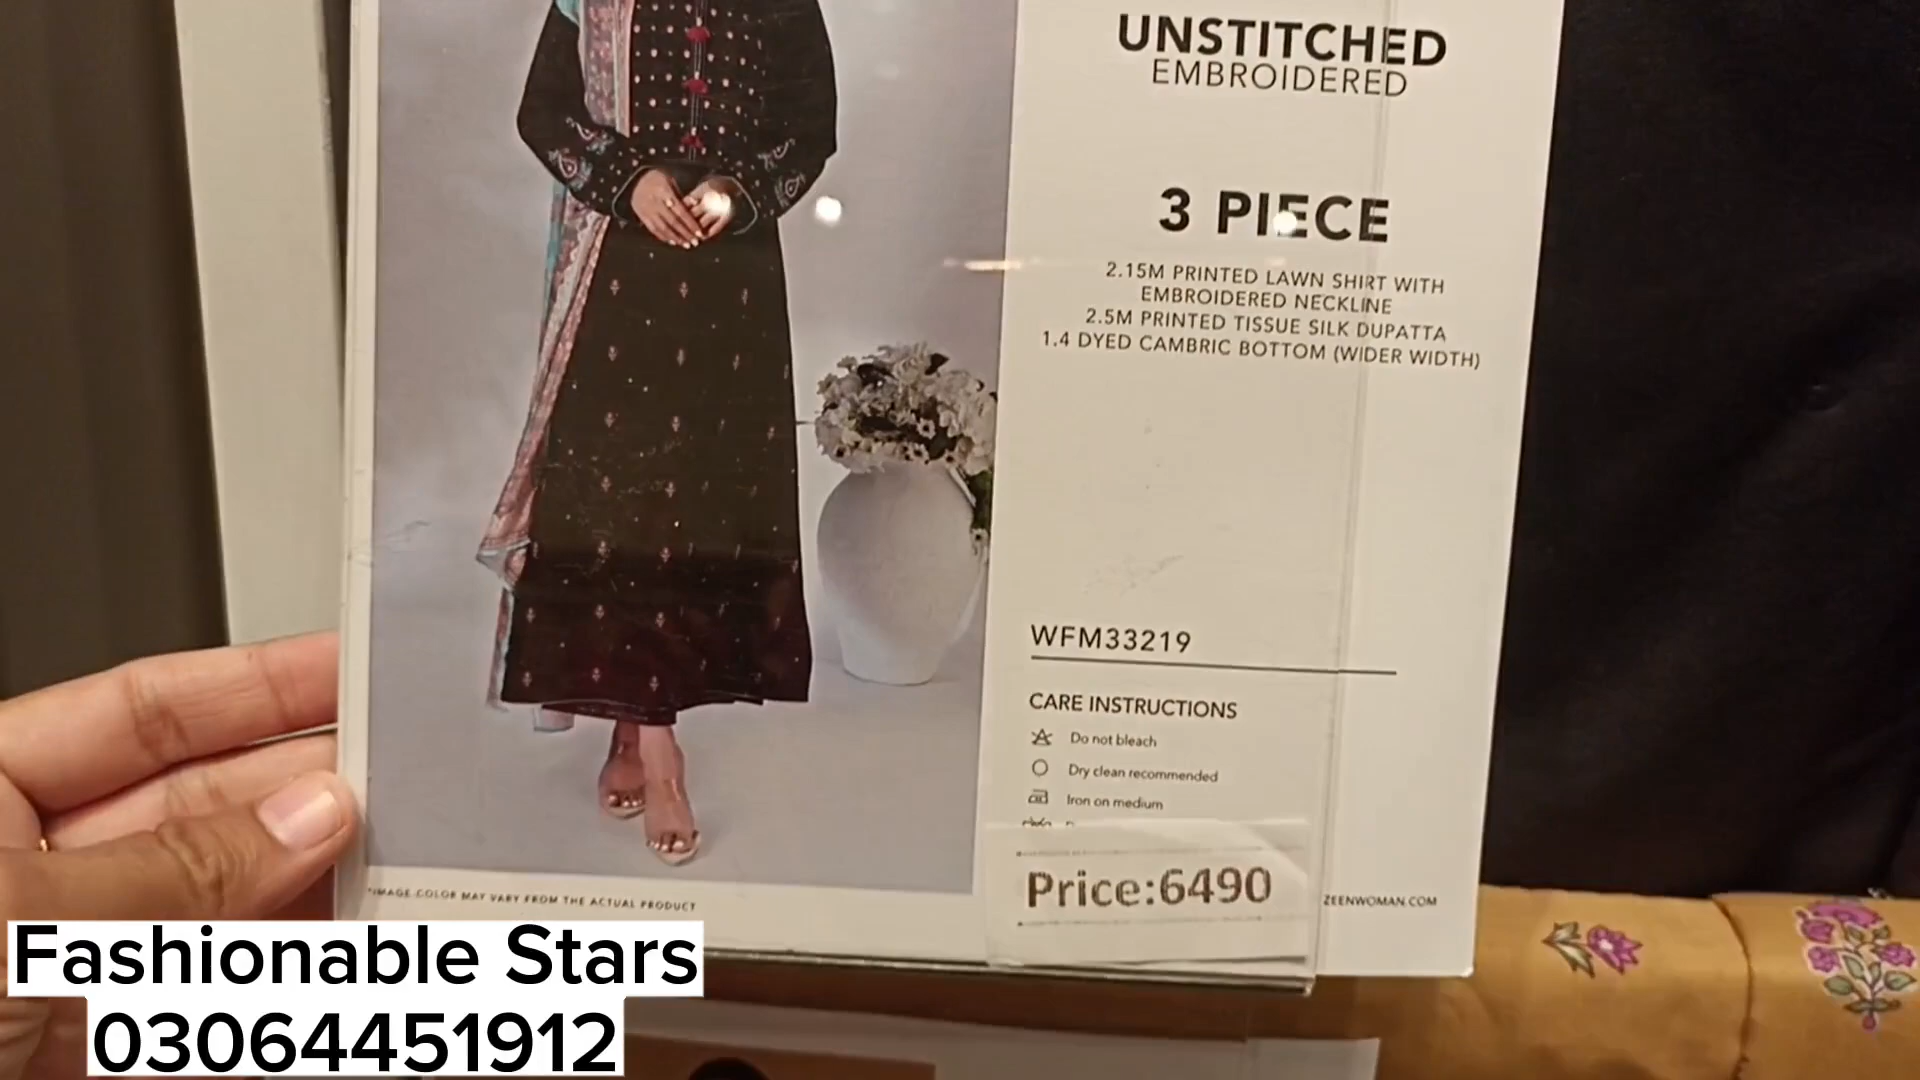 UNSTITCHED
EMBROIDERED
3 PIECE
2.15M PRINTED LAWN SHIRT WITH
EMBROIDERED NECKLINE
2.5M PRINTED TISSUE SILK DUPATTA
1.4 DYED CAMBRIC BOTTOM (WIDER WIDTH)
WFM33219
CARE INSTRUCTIONS
Do not bleach
Dry clean recommended
Iron on medium
Price:6490
ZEENWOMAN.COM
*IMAGE COLOR MAY VARY FROM THE ACTUAL PRODUCT
Fashionable Stars
03064451912